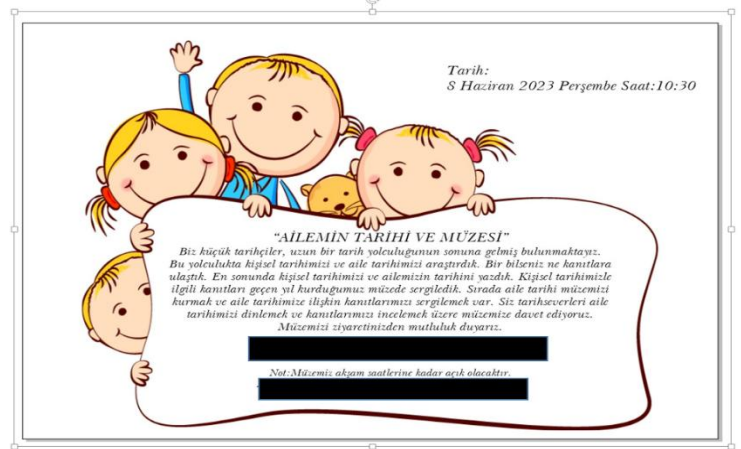 Tarih:
8 Haziran 2023 Perşembe Saat:10:30
“AİLEMİN TARİHİ VE MÜZESİ”
Biz küçük tarihçiler, uzun bir tarih yolculuğunun sonuna gelmiş bulunmaktayız.
Bu yolculukta kişisel tarihimizi ve aile tarihimizi araştırdık. Bir bilseniz ne kanıtlara
ulaştık. En sonunda kişisel tarihimizi ve ailemizin tarihini yazdık. Kişisel tarihimizle
ilgili kanıtları geçen yıl kurduğumuz müzede sergiledik. Sırada aile tarihi müzemizi
kurmak ve aile tarihimize ilişkin kanıtlarımızı sergilemek var. Siz tarihseverleri aile
tarihimizi dinlemek ve kanıtlarımızı incelemek üzere müzemize davet ediyoruz.
Müzemizi ziyaretinizden mutluluk duyarız.
Not:Müzemiz akşam saatlerine kadar açık olacaktır.